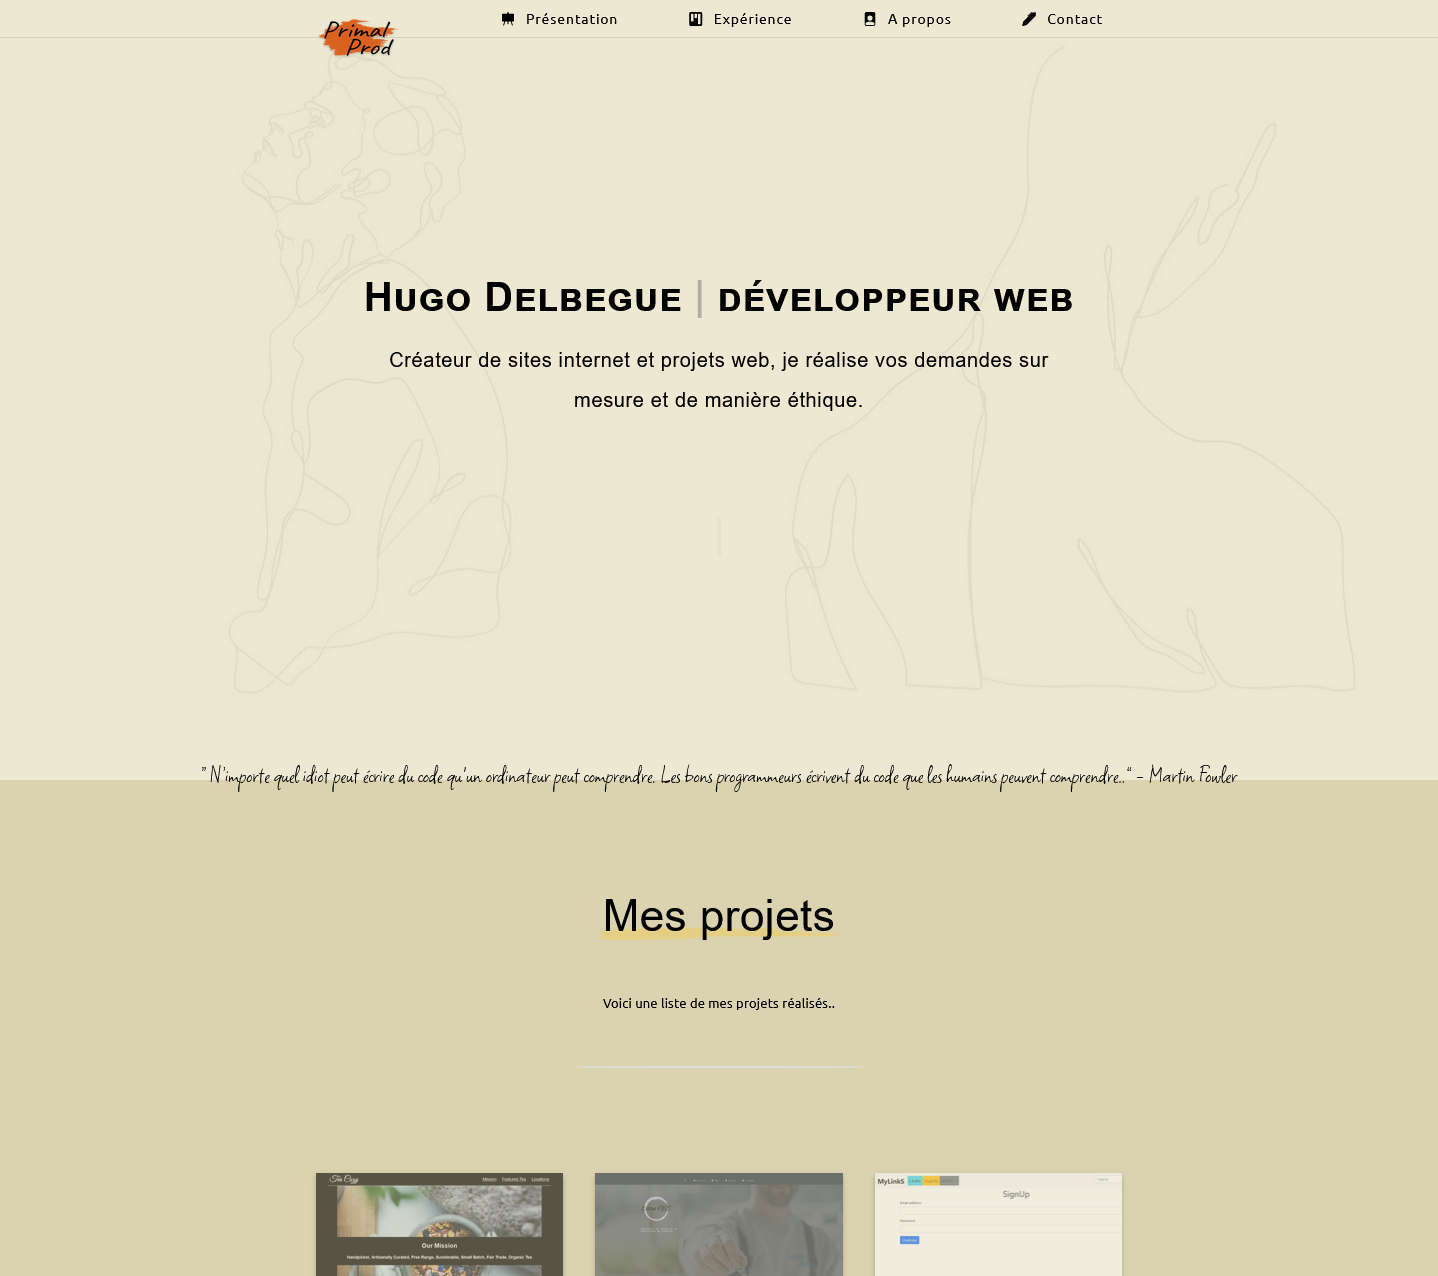 Primal
Prod
Présentation
Expérience
A propos
Contact
Hugo Delbegue | développeur web
Créateur de sites internet et projets web, je réalise vos demandes sur
mesure et de manière éthique.
" N'importe quel idiot peut écrire du code qu'un ordinateur peut comprendre. Les bons programmeurs écrivent du code que les humains peuvent comprendre.." - Martin Fowler
Mes projets
Voici une liste de mes projets réalisés..
Tea Cozy
Mission Featured Tea Locations
Our Mission
Handpicked, Artisanally Curated, Free Range, Sustainable, Small Batch, Fair Trade, Organic Tea
MyLinkS
SignUp
Email address
Password